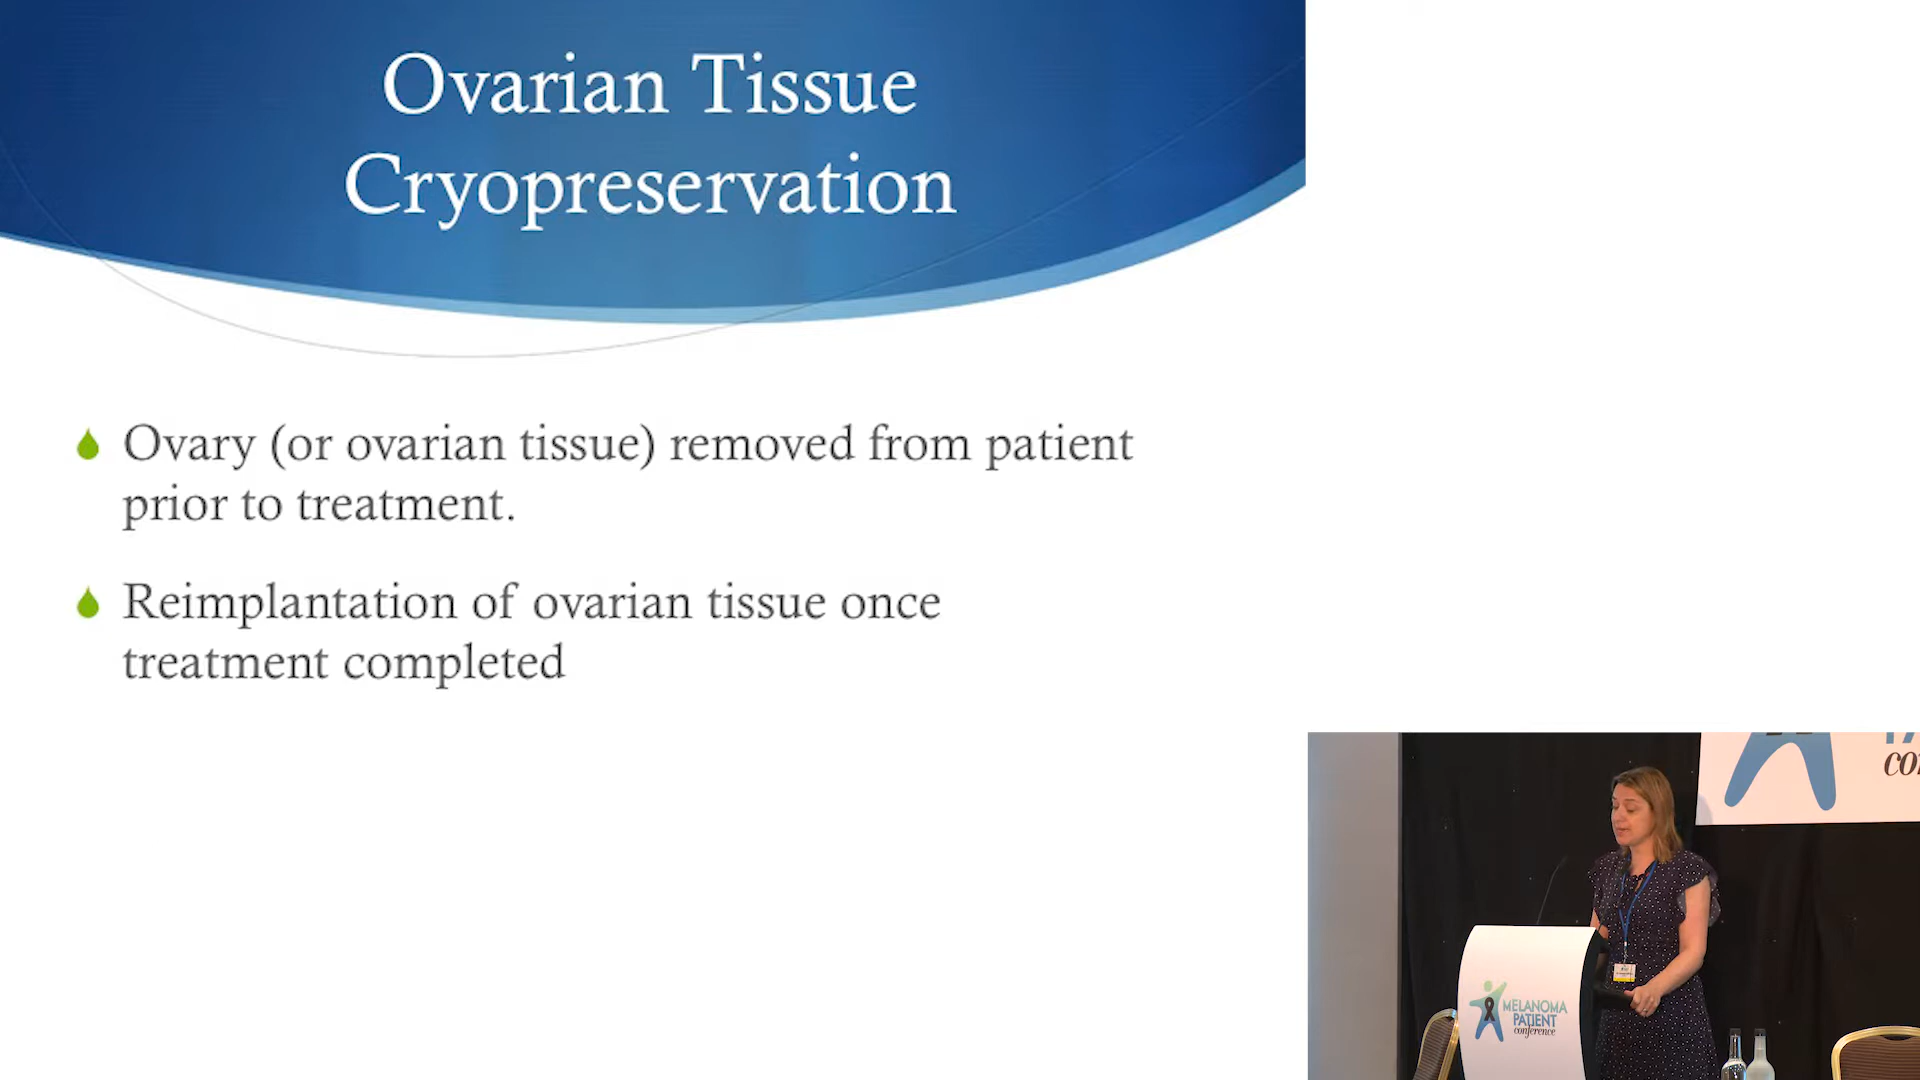 Ovarian Tissue
Cryopreservation
Ovary (or ovarian tissue) removed from patient
prior to treatment.
Reimplantation of ovarian tissue once
treatment completed
MELANOMA
PATIENT
conference